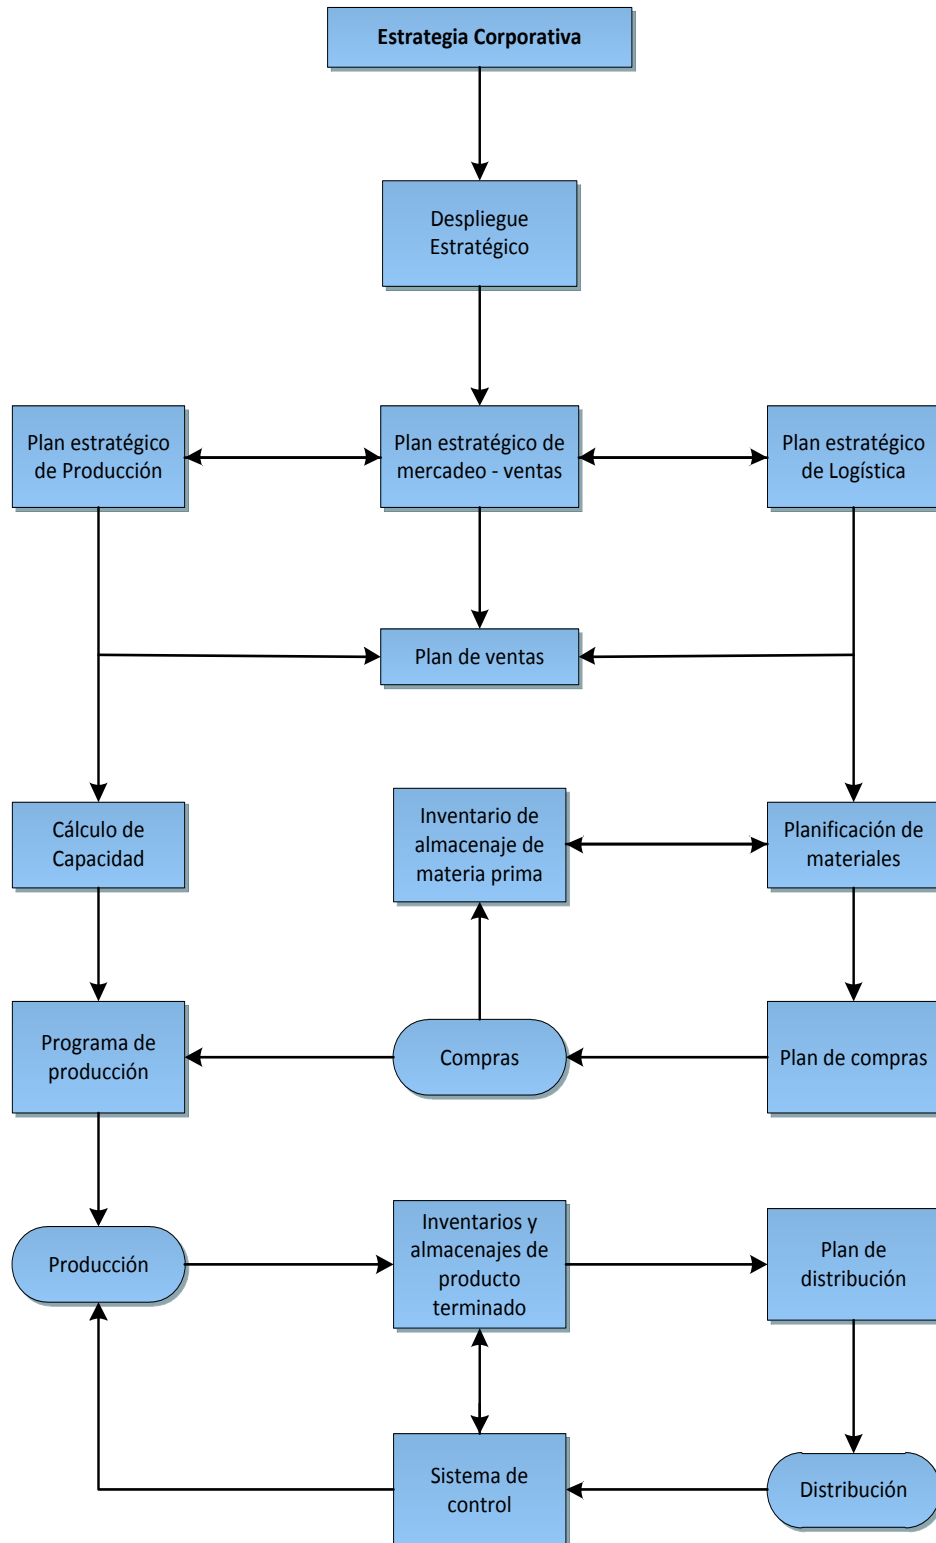 Estrategia Corporativa
Despliegue
Estratégico
Plan estratégico
de Producción
Plan estratégico de
mercadeo - ventas
Plan estratégico
de Logística
Plan de ventas
Cálculo de
Capacidad
Inventario de
almacenaje de
materia prima
Planificación de
materiales
Programa de
producción
Compras
Plan de compras
Producción
Inventarios y
almacenajes de
producto
terminado
Plan de
distribución
Sistema de
control
Distribución